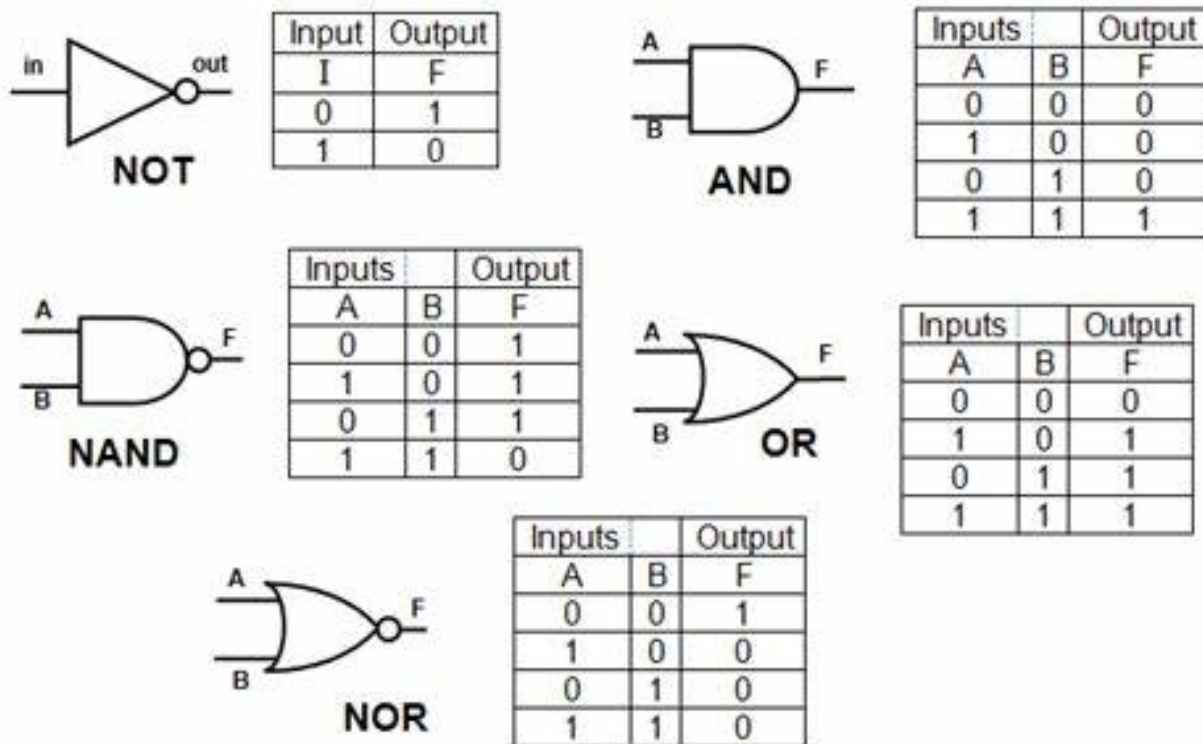 in
out
NOT
Input Output
I F
0 1
1 0
A
B
F
AND
Inputs Output
A B F
0 0 0
1 0 0
0 1 0
1 1 1
A
B
F
NAND
Inputs Output
A B F
0 0 1
1 0 1
0 1 1
1 1 0
A
B
F
OR
Inputs Output
A B F
0 0 0
1 0 1
0 1 1
1 1 1
A
B
F
NOR
Inputs Output
A B F
0 0 1
1 0 0
0 1 0
1 1 0